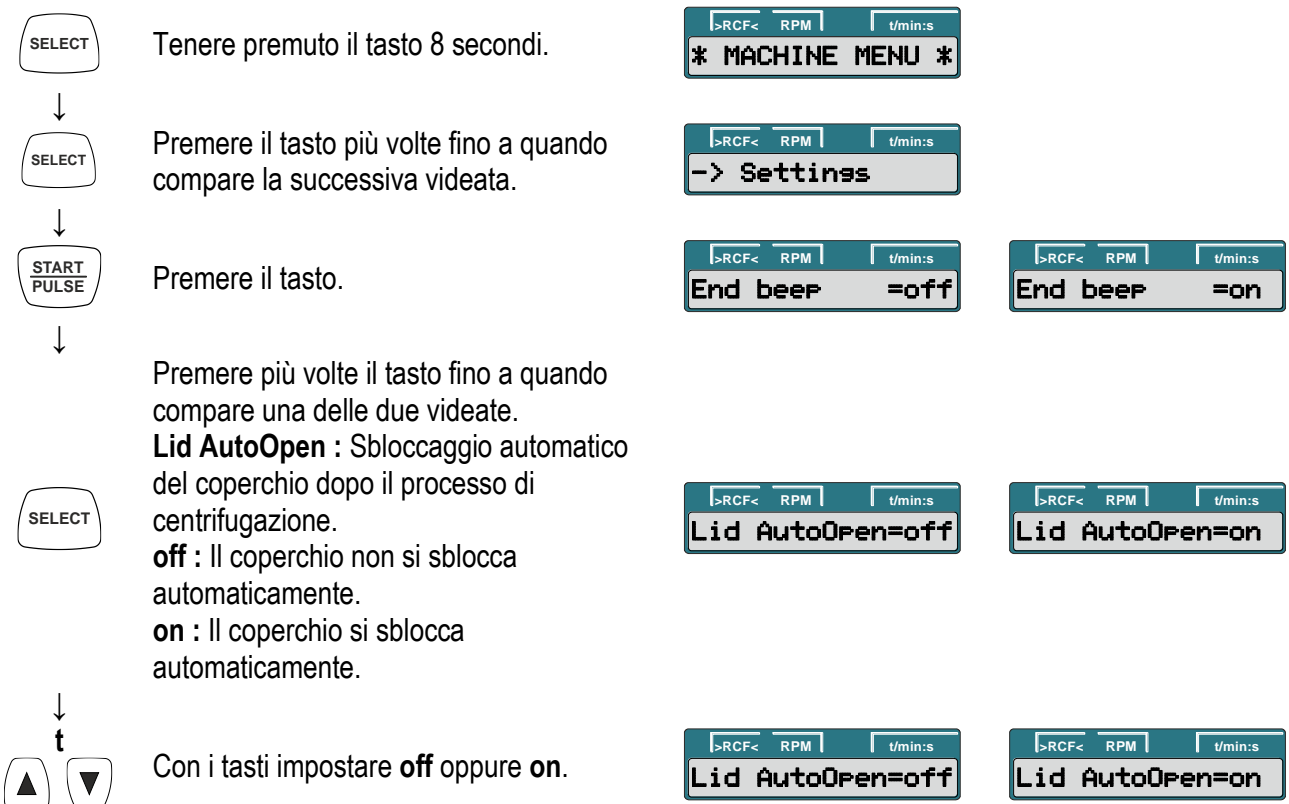 SELECT
Tenere premuto il tasto 8 secondi.
>RCF< RPM t/min:s
* MACHINE MENU *
↓
SELECT
Premere il tasto più volte fino a quando
compare la successiva videata.
>RCF< RPM t/min:s
-> Settings
↓
START
PULSE
Premere il tasto.
>RCF< RPM t/min:s
End beep =off
>RCF< RPM t/min:s
End beep =on
↓
Premere più volte il tasto fino a quando
compare una delle due videate.
Lid AutoOpen : Sbloccaggio automatico
del coperchio dopo il processo di
centrifugazione.
off : Il coperchio non si sblocca
automaticamente.
on : Il coperchio si sblocca
automaticamente.
SELECT
>RCF< RPM t/min:s
Lid AutoOpen=off
>RCF< RPM t/min:s
Lid AutoOpen=on
↓
t
▲ ▼
Con i tasti impostare off oppure on.
>RCF< RPM t/min:s
Lid AutoOpen=off
>RCF< RPM t/min:s
Lid AutoOpen=on